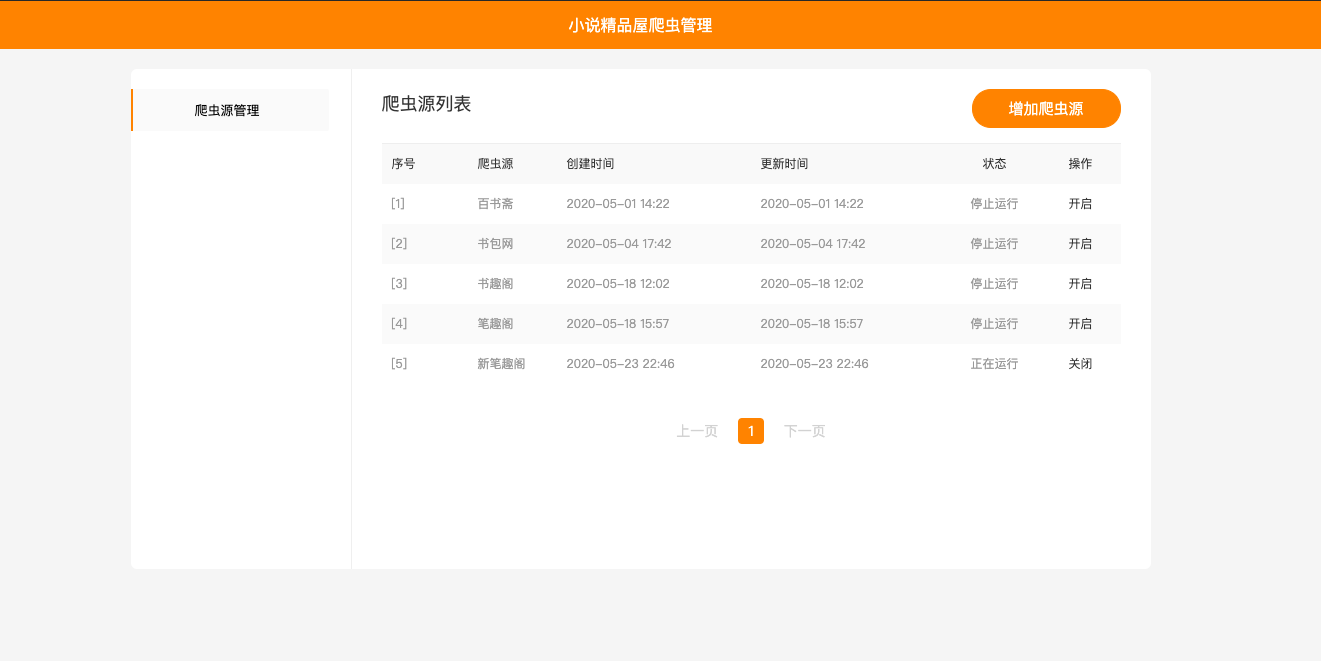 小说精品屋爬虫管理
爬虫源管理
爬虫源列表
增加爬虫源
序号 爬虫源 创建时间 更新时间 状态 操作
[1] 百书斋 2020-05-01 14:22 2020-05-01 14:22 停止运行 开启
[2] 书包网 2020-05-04 17:42 2020-05-04 17:42 停止运行 开启
[3] 书趣阁 2020-05-18 12:02 2020-05-18 12:02 停止运行 开启
[4] 笔趣阁 2020-05-18 15:57 2020-05-18 15:57 停止运行 开启
[5] 新笔趣阁 2020-05-23 22:46 2020-05-23 22:46 正在运行 关闭
上一页 1 下一页